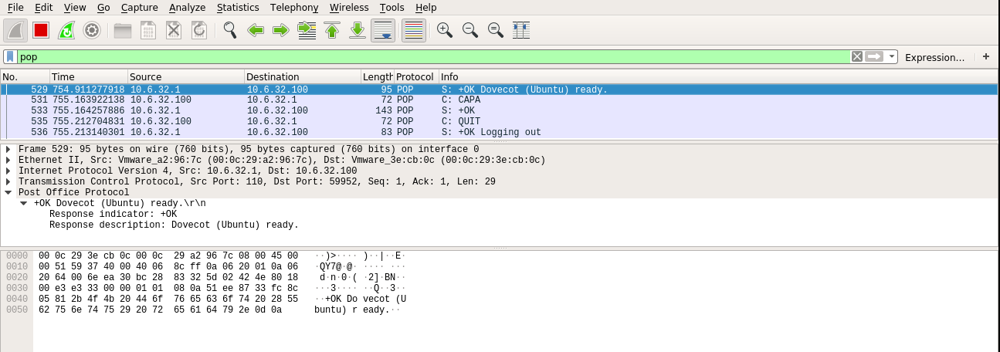 File Edit View Go Capture Analyze Statistics Telephony Wireless Tools Help
pop Expression... +
No. Time Source Destination Length Protocol Info
529 754.911277918 10.6.32.1 10.6.32.100 95 POP S: +OK Dovecot (Ubuntu) ready.
531 755.163922138 10.6.32.100 10.6.32.1 72 POP C: CAPA
533 755.164257886 10.6.32.1 10.6.32.100 143 POP S: +OK
535 755.212704831 10.6.32.100 10.6.32.1 72 POP C: QUIT
536 755.213140301 10.6.32.1 10.6.32.100 83 POP S: +OK Logging out
Frame 529: 95 bytes on wire (760 bits), 95 bytes captured (760 bits) on interface 0
Ethernet II, Src: Vmware_a2:96:7c (00:0c:29:a2:96:7c), Dst: Vmware_3e:cb:0c (00:0c:29:3e:cb:0c)
Internet Protocol Version 4, Src: 10.6.32.1, Dst: 10.6.32.100
Transmission Control Protocol, Src Port: 110, Dst Port: 59952, Seq: 1, Ack: 1, Len: 29
Post Office Protocol
+OK Dovecot (Ubuntu) ready.\r\n
Response indicator: +OK
Response description: Dovecot (Ubuntu) ready.
0000 00 0c 29 3e cb 0c 00 0c 29 a2 96 7c 08 00 45 00 ··)>···· )··|··E·
0010 00 51 59 37 40 00 40 06 8c ff 0a 06 20 01 0a 06 ·QY7@·@· ···· ···
0020 20 64 00 6e ea 30 bc 28 83 32 5d 02 42 4e 80 18 d·n·0·( ·2]·BN··
0030 00 e3 e3 33 00 00 01 01 08 0a 51 ee 87 33 fc 8c ···3···· ··Q··3··
0040 05 81 2b 4f 4b 20 44 6f 76 65 63 6f 74 20 28 55 ··+OK Do vecot (U
0050 62 75 6e 74 75 29 20 72 65 61 64 79 2e 0d 0a buntu) r eady.··